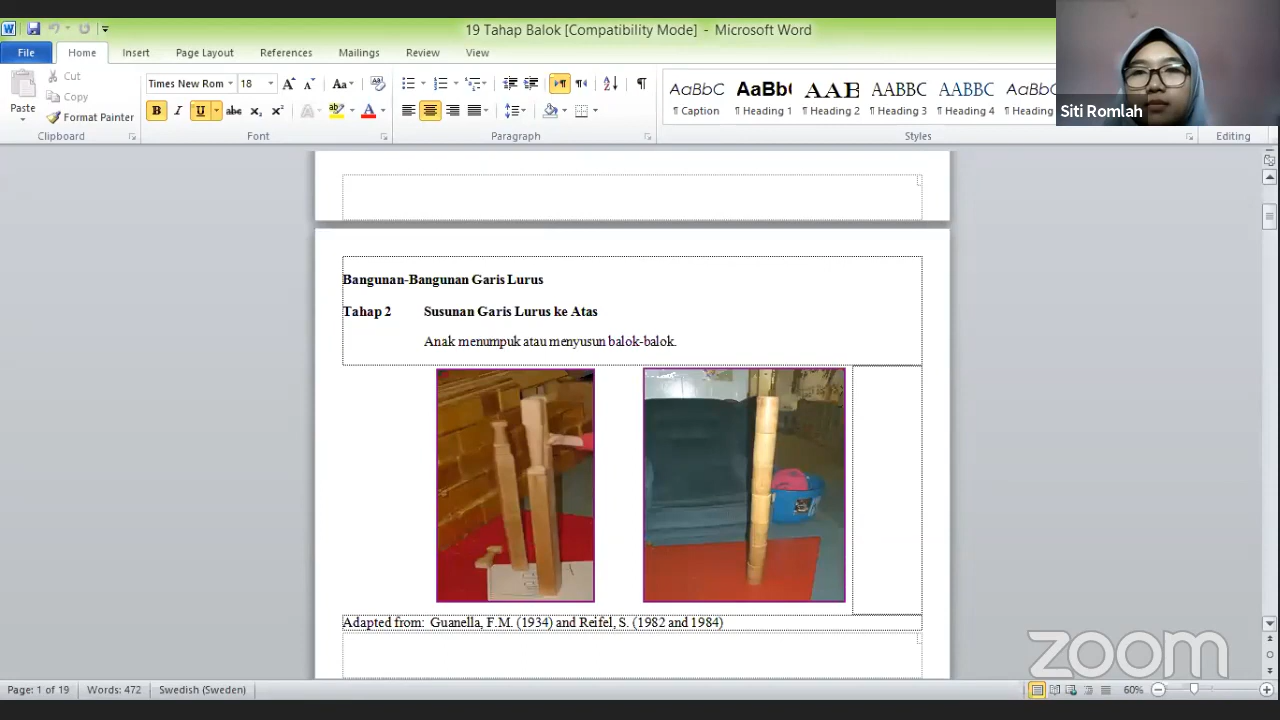 19 Tahap Balok [Compatibility Mode] - Microsoft Word
File Home Insert Page Layout References Mailings Review View
Paste
Cut
Copy
Format Painter
Clipboard
Times New Rom 18
Font
Paragraph
AaBbC AaBb( AAB AABBC AABBC AaBbC
¶ Caption ¶ Heading 1 ¶ Heading 2 ¶ Heading 3 ¶ Heading 4 ¶ Heading
Styles
Editing
Siti Romlah
Bangunan-Bangunan Garis Lurus
Tahap 2 Susunan Garis Lurus ke Atas
Anak menumpuk atau menyusun balok-balok.
Adapted from: Guanella, F.M. (1934) and Reifel, S. (1982 and 1984)
zoom
Page: 1 of 19 Words: 472 Swedish (Sweden) 60%